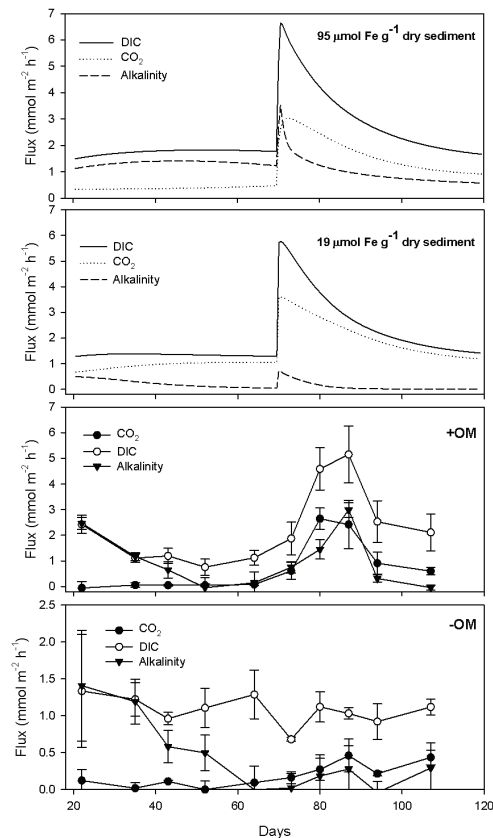 7
6
5
4
3
2
1
0
Flux (mmol m-2 h-1)
DIC
CO2
Alkalinity
95 μmol Fe g-1 dry sediment
7
6
5
4
3
2
1
0
Flux (mmol m-2 h-1)
DIC
CO2
Alkalinity
19 μmol Fe g-1 dry sediment
7
6
5
4
3
2
1
0
Flux (mmol m-2 h-1)
CO2
DIC
Alkalinity
+OM
2.5
2.0
1.5
1.0
0.5
0.0
Flux (mmol m-2 h-1)
CO2
DIC
Alkalinity
-OM
20 40 60 80 100 120
Days